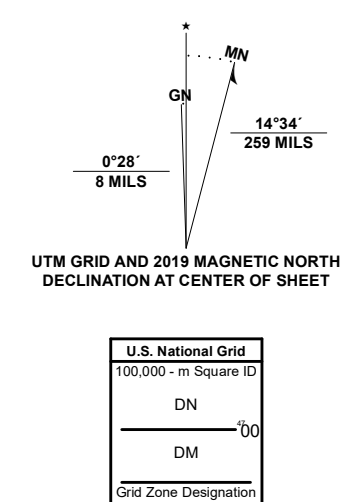 ★
MN
GN
14°34´
259 MILS
0°28´
8 MILS
UTM GRID AND 2019 MAGNETIC NORTH
DECLINATION AT CENTER OF SHEET
U.S. National Grid
100,000 - m Square ID
DN
4700
DM
Grid Zone Designation